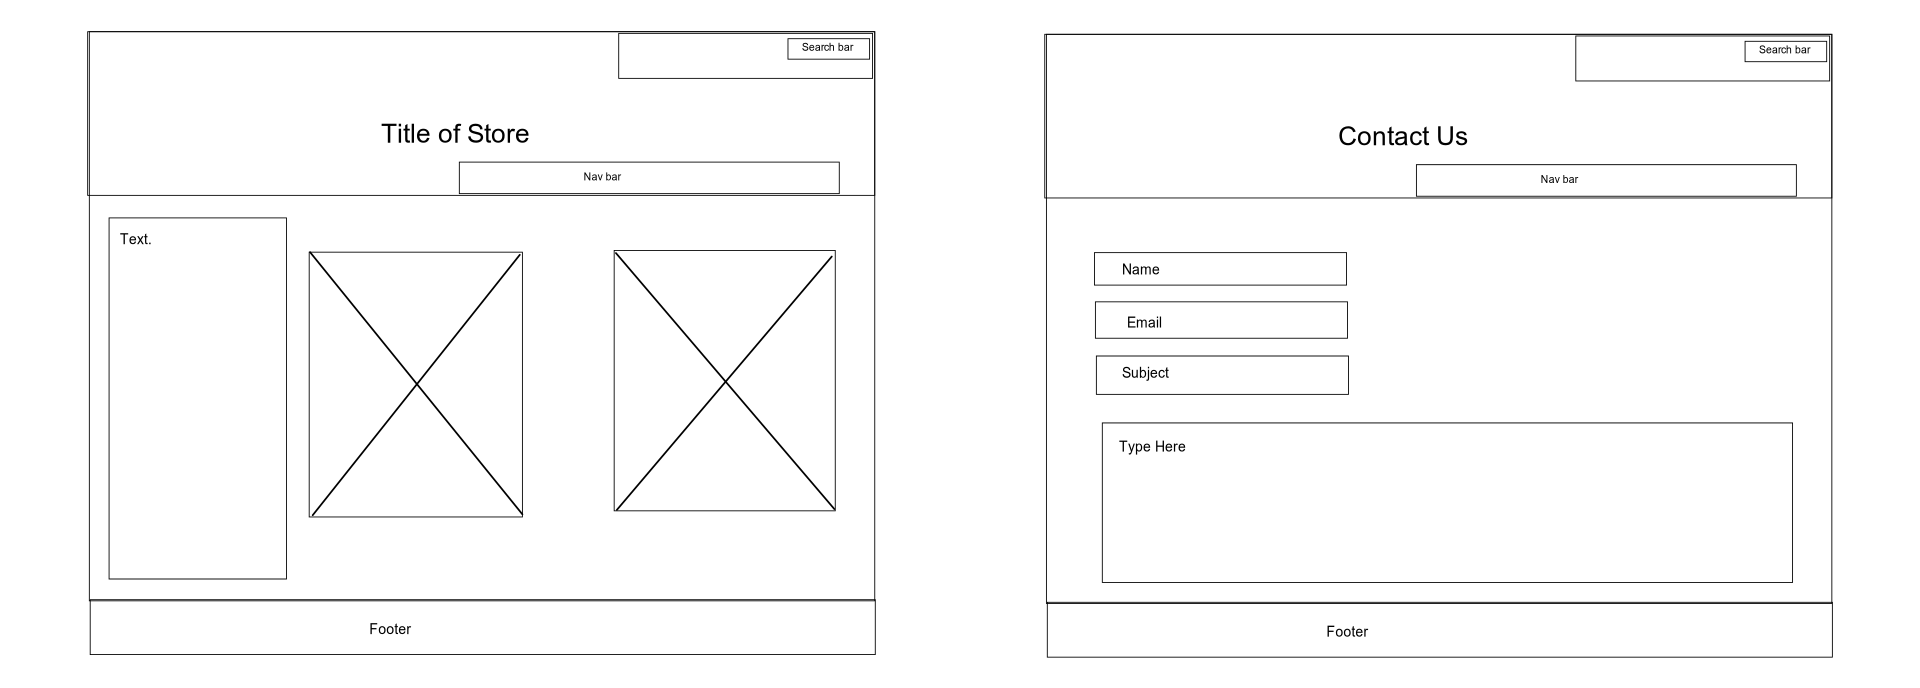 Search bar
Title of Store
Nav bar
Text.
Footer
Search bar
Contact Us
Nav bar
Name
Email
Subject
Type Here
Footer